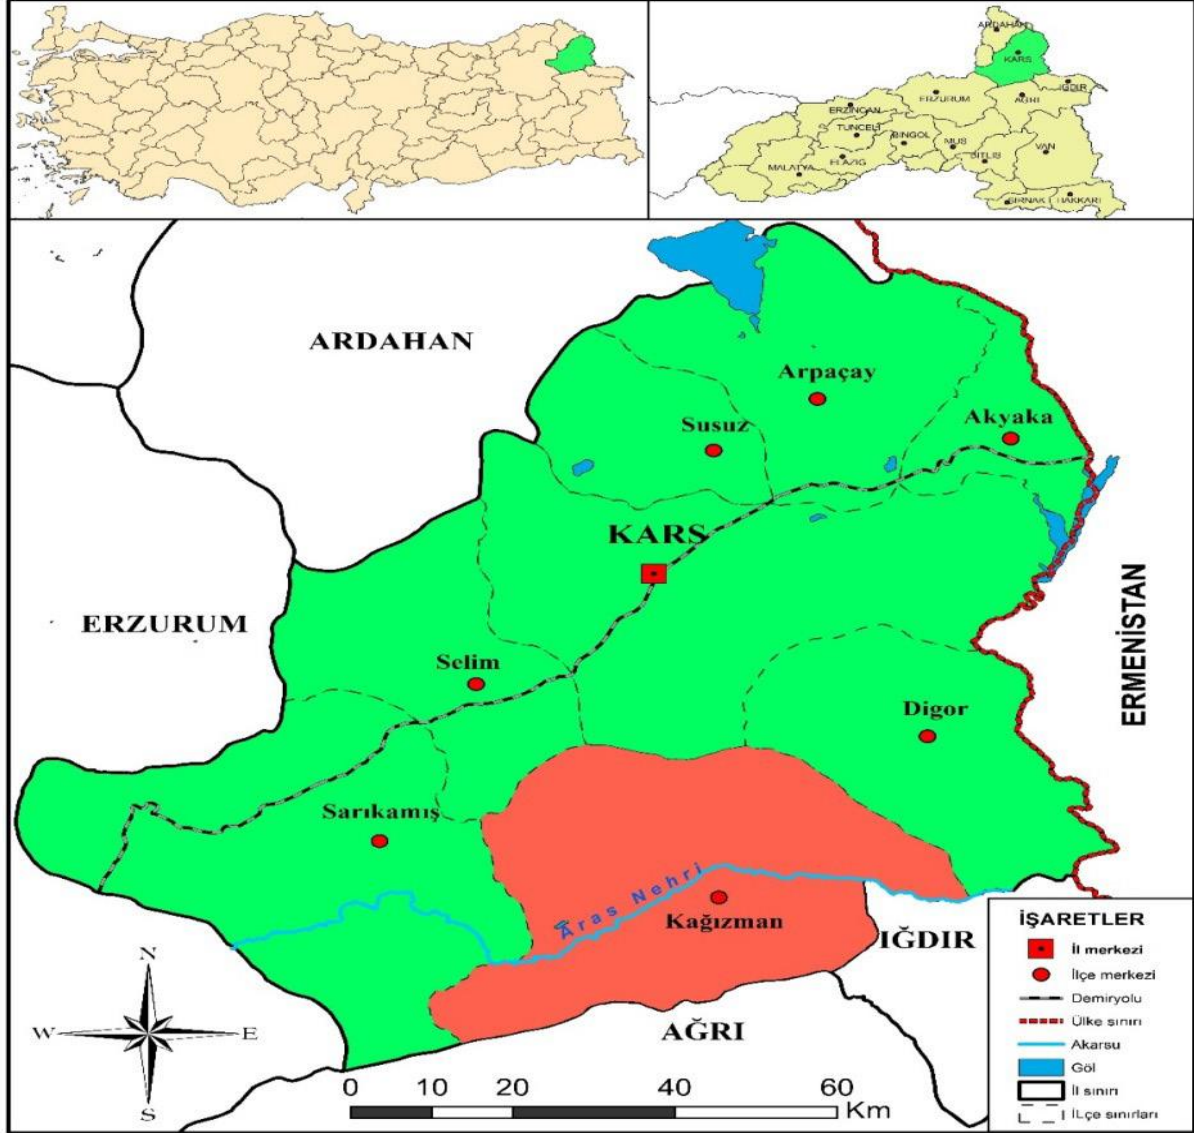 ARDAHAN
KARS
IĞDIR
ERZURUM
AĞRI
ERZİNCAN
TUNCELİ
BİNGOL
MUŞ
VAN
BİTLİS
ELAZIĞ
MALATYA
ŞIRNAK
HAKKARİ
ARDAHAN
Arpaçay
Akyaka
Susuz
KARS
ERZURUM
ERMENİSTAN
Selim
Digor
Sarıkamış
Aras Nehri
Kağızman
IĞDIR
AĞRI
N
W
E
S
0 10 20 40 60
Km
İŞARETLER
İl merkezi
İlçe merkezi
Demiryolu
Ülke sınırı
Akarsu
Göl
İl sınırı
İLçe sınırları